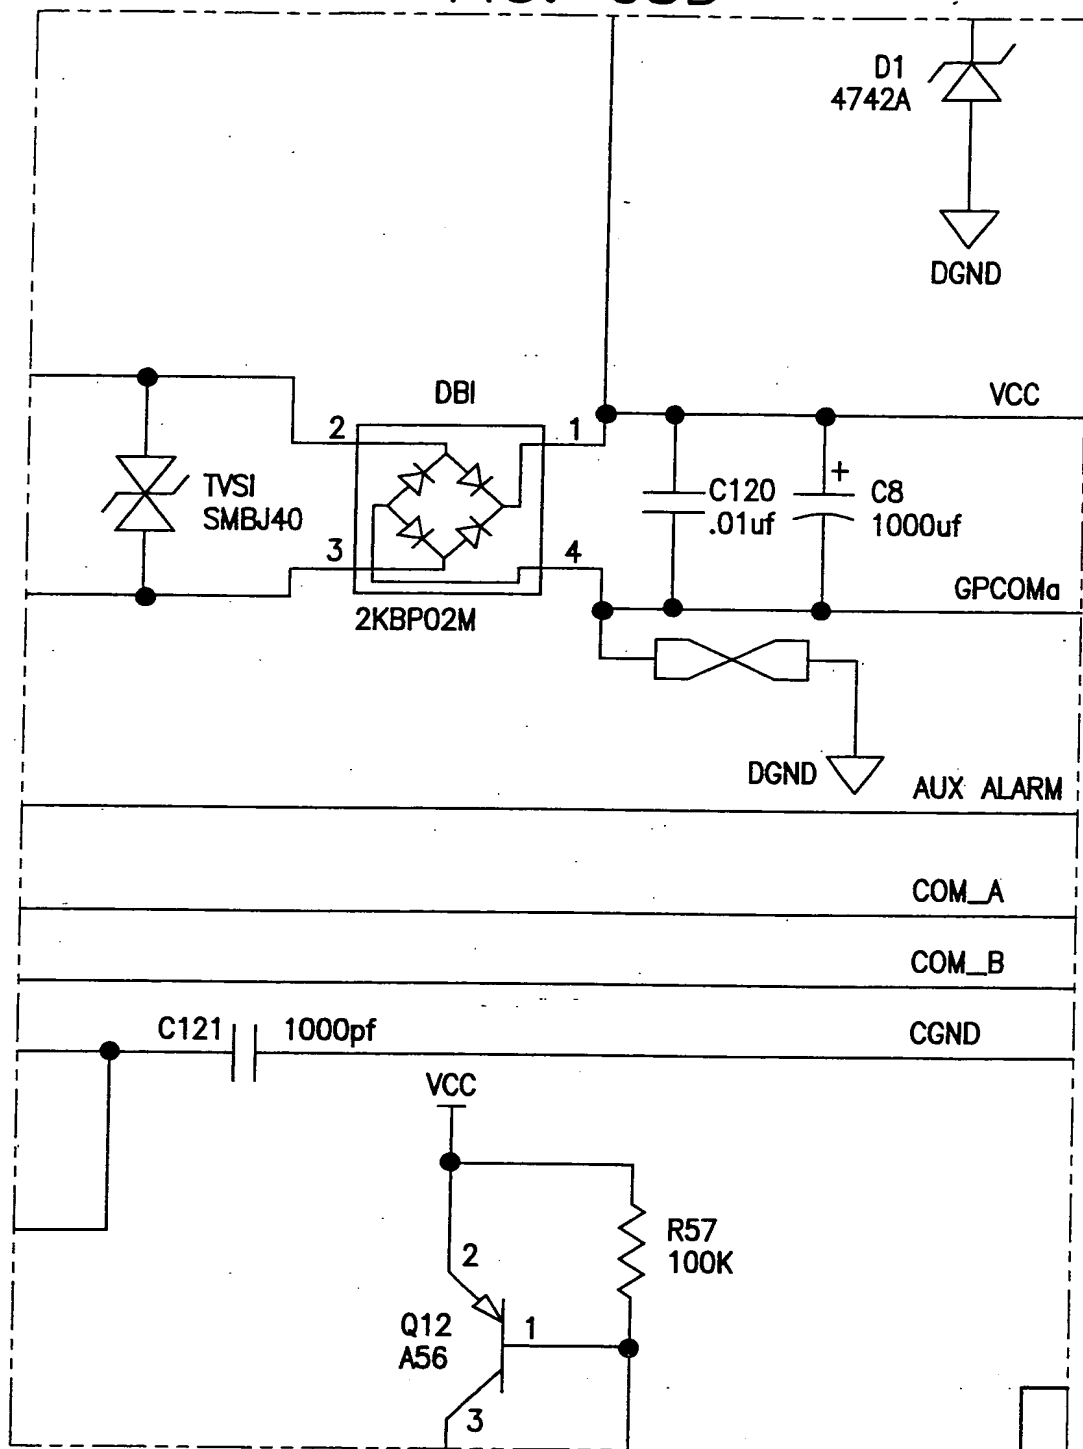 D1
4742A
DGND
VCC
DBI
2
1
TVSI
SMBJ40
C120
.01uf
+
C8
1000uf
3
4
GPCOMa
2KBP02M
DGND
AUX ALARM
COM_A
COM_B
C121
1000pf
CGND
VCC
R57
100K
2
Q12
A56
1
3